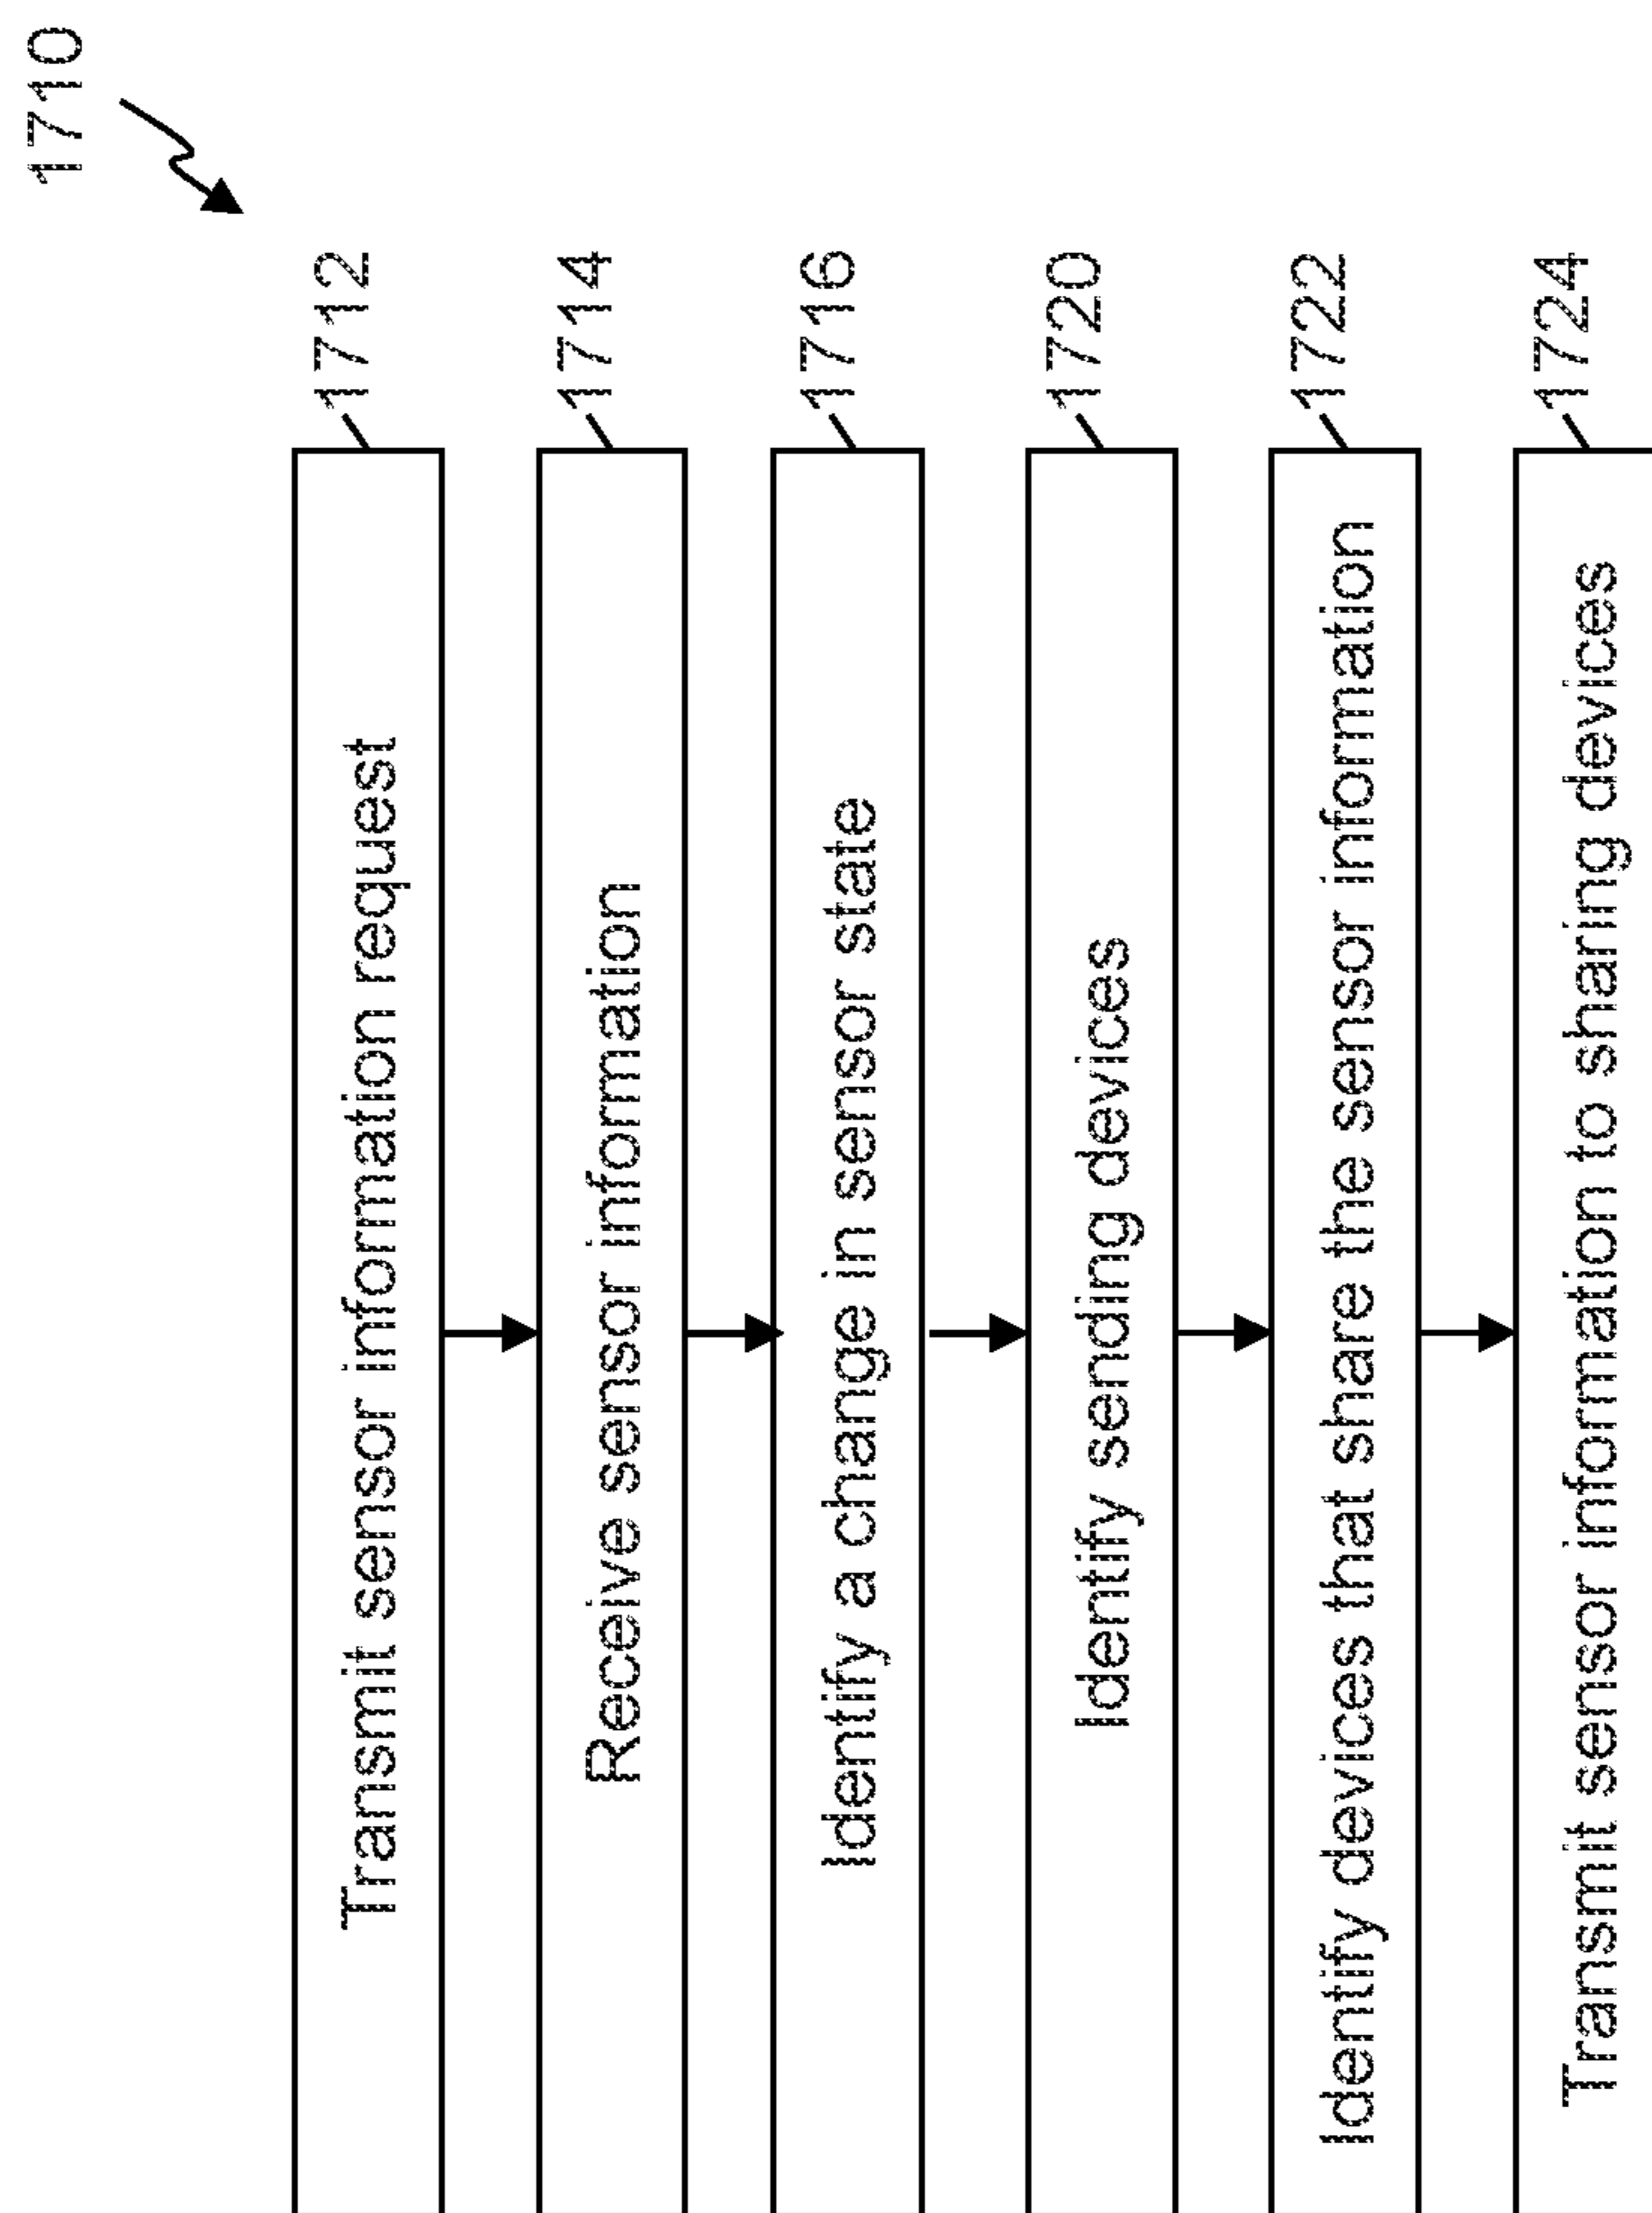 1710
Transmit sensor information request
1712
Receive sensor information
1714
Identify a change in sensor state
1716
Identify sending devices
1720
Identify devices that share the sensor information
1722
Transmit sensor information to sharing devices
1724